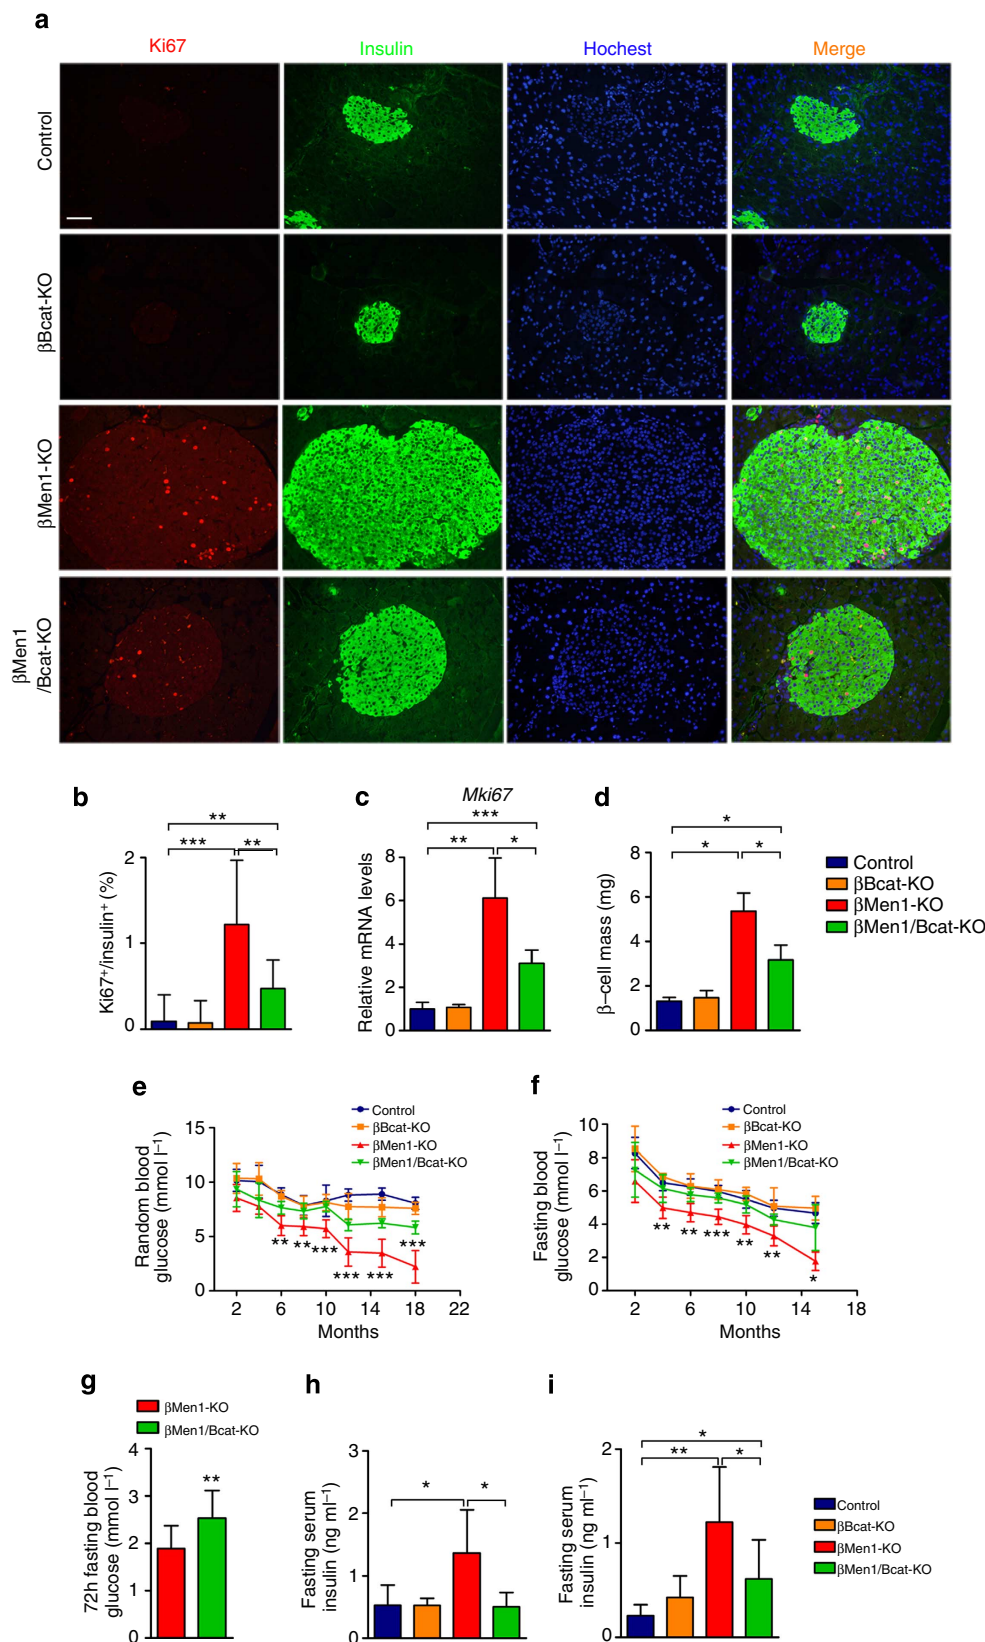 a
Ki67 Insulin Hochest Merge
Control
βBcat-KO
βMen1-KO
βMen1
/Bcat-KO
b
**
*** **
2
1
0
Ki67⁺/insulin⁺ (%)
c
Mki67
***
** *
8
6
4
2
0
Relative mRNA levels
d
*
* *
8
6
4
2
0
β–cell mass (mg)
Control
βBcat-KO
βMen1-KO
βMen1/Bcat-KO
e
Control
βBcat-KO
βMen1-KO
βMen1/Bcat-KO
15
10
5
0
Random blood
glucose (mmol l⁻¹)
** ** *** *** *** ***
2 6 10 14 18 22
Months
f
Control
βBcat-KO
βMen1-KO
βMen1/Bcat-KO
10
8
6
4
2
0
Fasting blood
glucose (mmol l⁻¹)
** ** *** ** ** *
2 6 10 14 18
Months
g
βMen1-KO
βMen1/Bcat-KO
4
3
2
1
0
72h fasting blood
glucose (mmol l⁻¹)
**
h
3
2
1
0
Fasting serum
insulin (ng ml⁻¹)
* *
i
2
1
0
Fasting serum
insulin (ng ml⁻¹)
*
** *
Control
βBcat-KO
βMen1-KO
βMen1/Bcat-KO